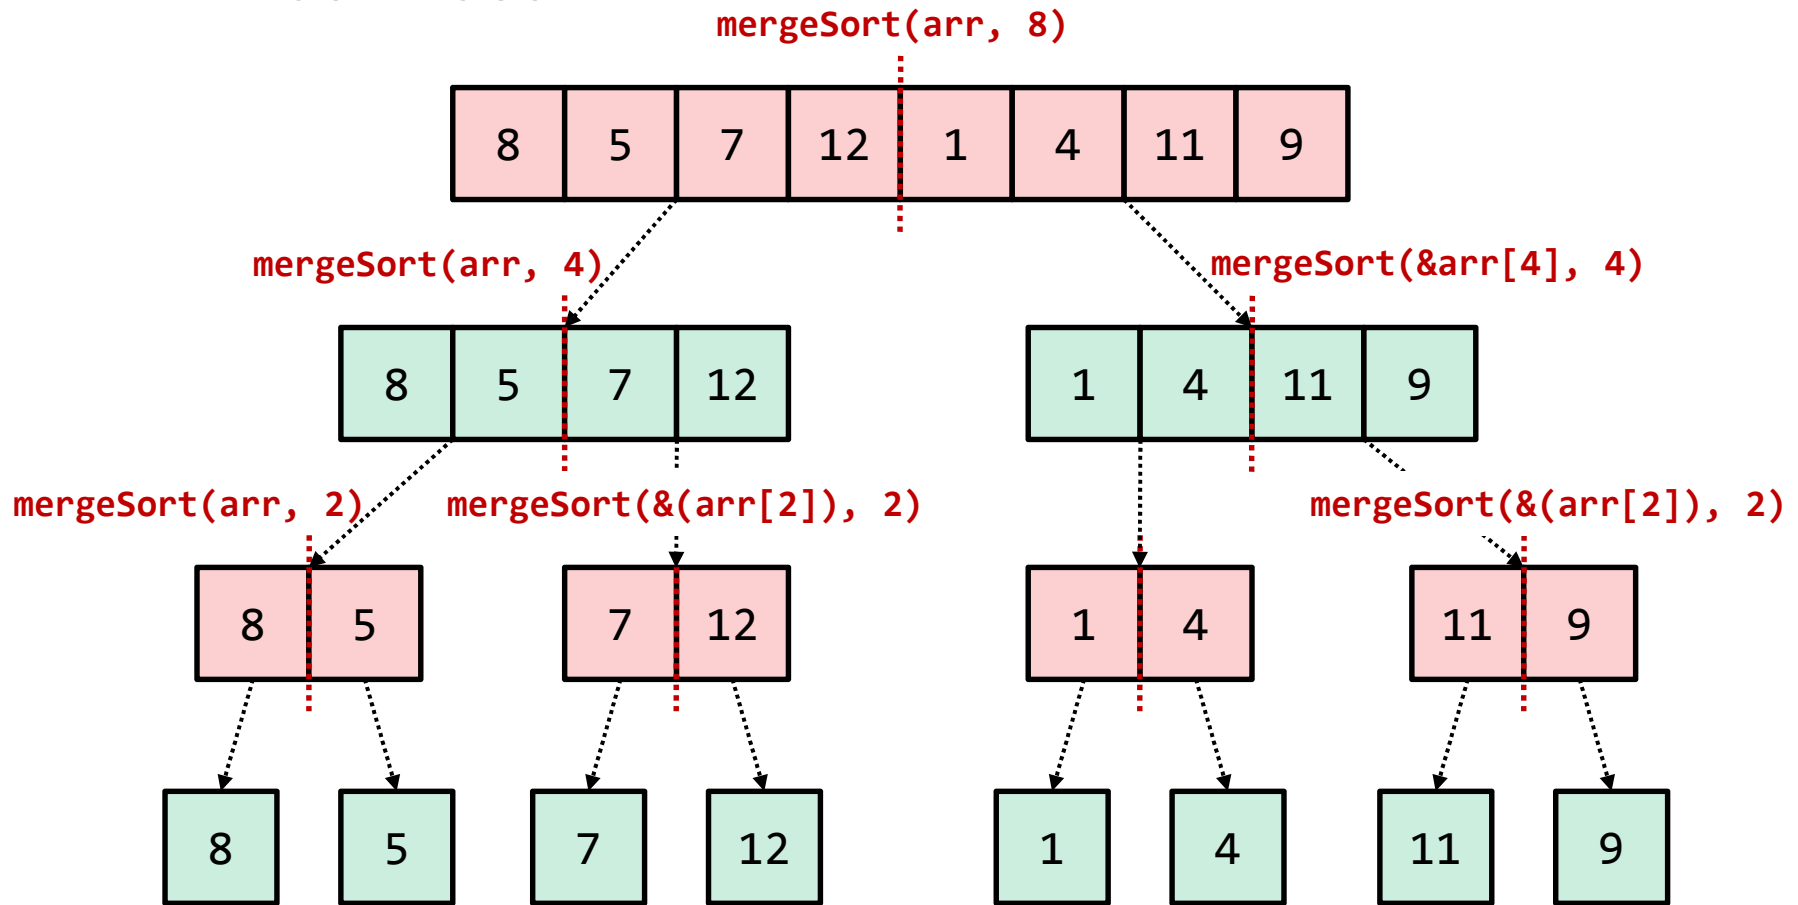 mergeSort(arr, 8)
8 5 7 12 1 4 11 9
mergeSort(arr, 4) mergeSort(&arr[4], 4)
8 5 7 12 1 4 11 9
mergeSort(arr, 2) mergeSort(&(arr[2]), 2) mergeSort(&(arr[2]), 2)
8 5 7 12 1 4 11 9
8 5 7 12 1 4 11 9